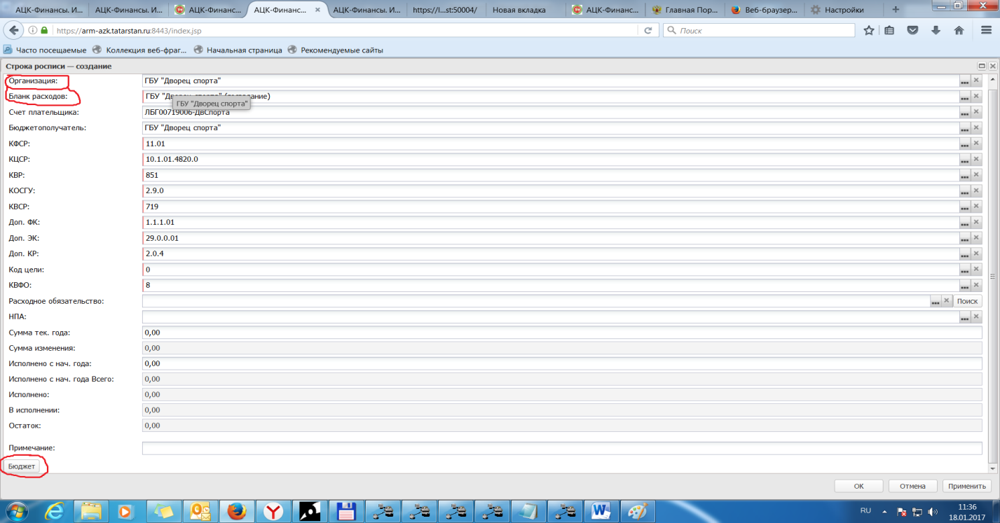 АЦК-Финансы. И... АЦК-Финансы. И... АЦК-Финанс... АЦК-Финанс... × АЦК-Финансы. И... https://l...st:50004/ Новая вкладка АЦК-Финанс... Главная Пор... Веб-браузер... Настройки +
https://arm-azk.tatarstan.ru:8443/index.jsp Поиск
Часто посещаемые Коллекция веб-фраг... Начальная страница Рекомендуемые сайты
Строка росписи — создание
Организация: ГБУ "Дворец спорта"
Бланк расходов: ГБУ "Дворец спорта"
ГБУ "Дворец спорта"
Счет плательщика: ЛБГ00719006-ДвСпорта
Бюджетополучатель: ГБУ "Дворец спорта"
КФСР: 11.01
КЦСР: 10.1.01.4820.0
КВР: 851
КОСГУ: 2.9.0
КВСР: 719
Доп. ФК: 1.1.1.01
Доп. ЭК: 29.0.0.01
Доп. КР: 2.0.4
Код цели: 0
КВФО: 8
Расходное обязательство: Поиск
НПА:
Сумма тек. года: 0,00
Сумма изменения: 0,00
Исполнено с нач. года: 0,00
Исполнено с нач. года Всего: 0,00
Исполнено: 0,00
В исполнении: 0,00
Остаток: 0,00
Примечание:
Бюджет
ОК Отмена Применить
RU 11:36
18.01.2017